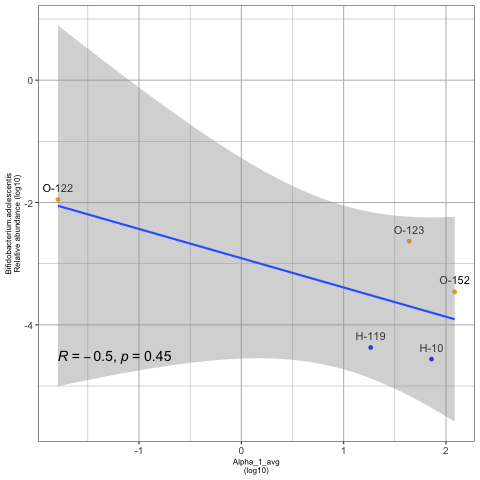 0
-2
-4
-1
0
1
2
Bifidobacterium.adolescentis
Relative abundance (log10)
Alpha_1_avg
(log10)
O-122
O-123
O-152
H-119
H-10
R = −0.5, p = 0.45